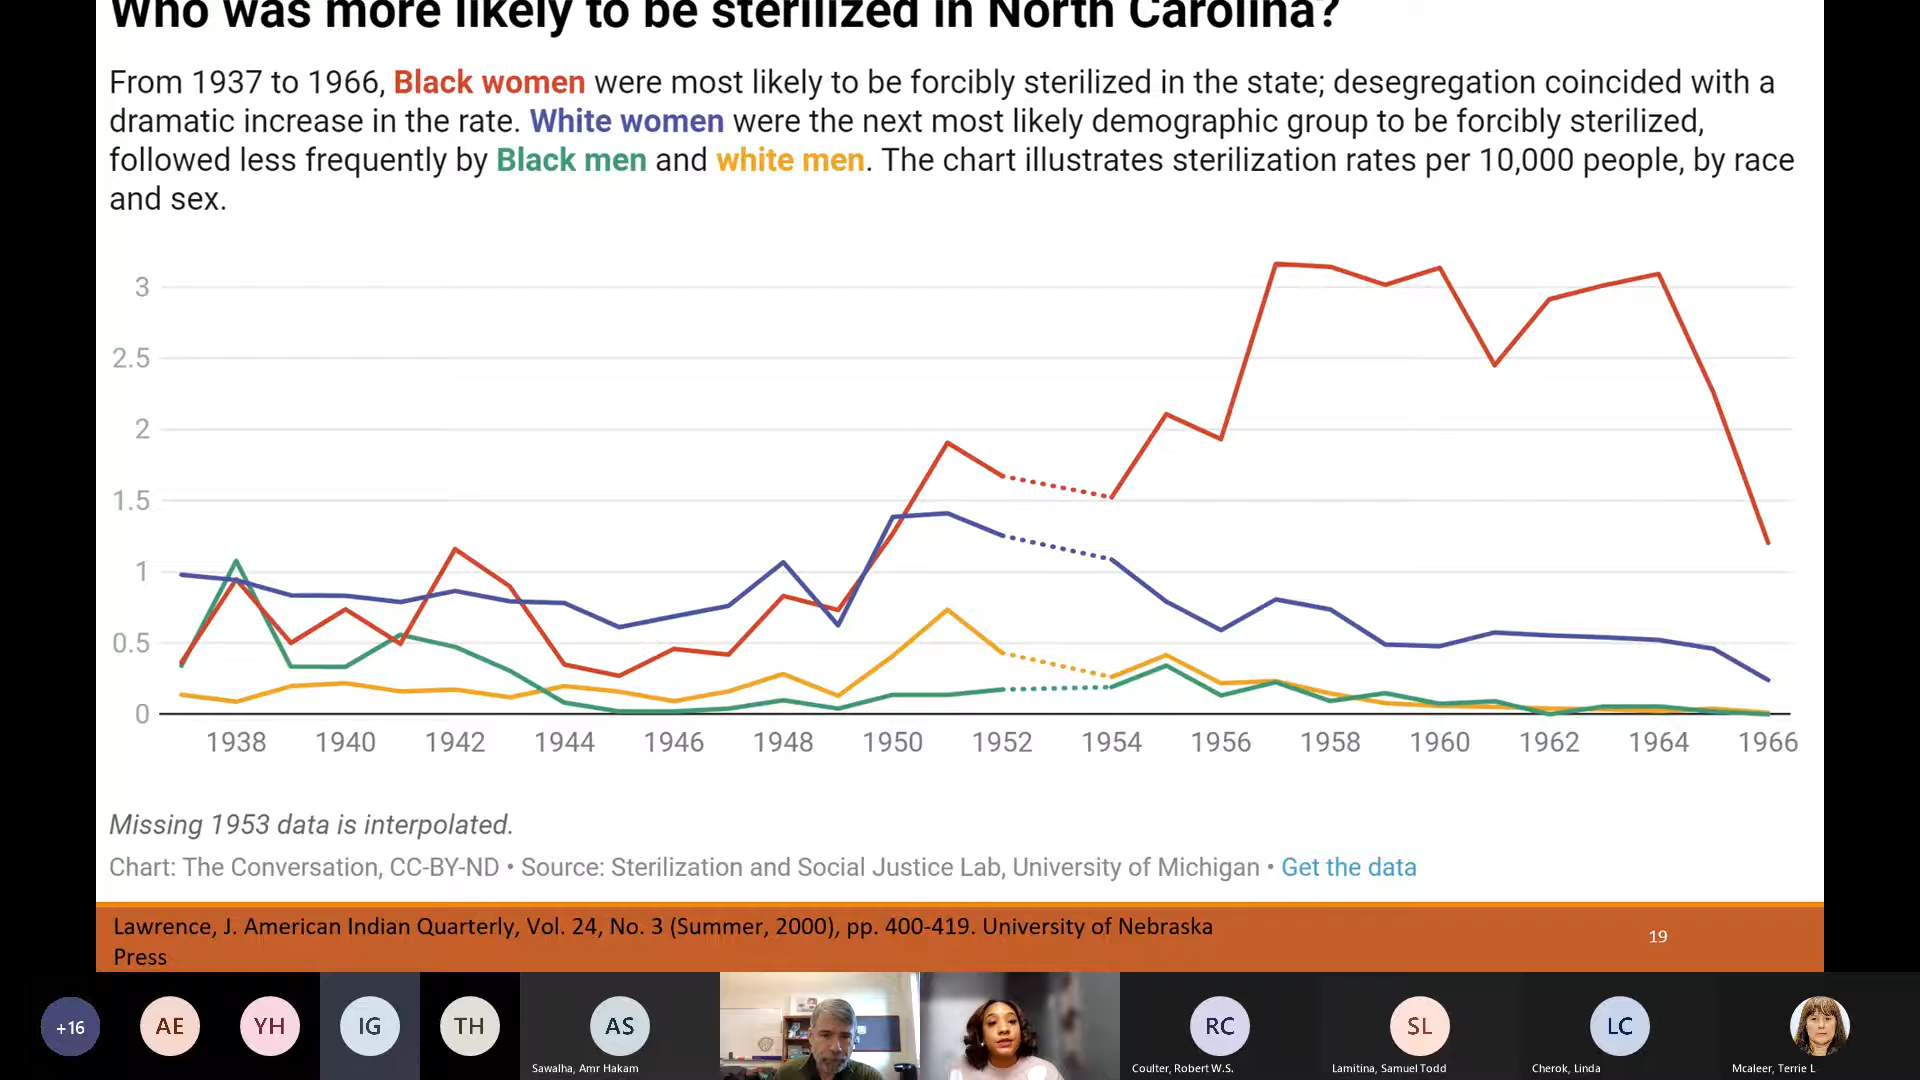 Who was more likely to be sterilized in North Carolina?
From 1937 to 1966, Black women were most likely to be forcibly sterilized in the state; desegregation coincided with a
dramatic increase in the rate. White women were the next most likely demographic group to be forcibly sterilized,
followed less frequently by Black men and white men. The chart illustrates sterilization rates per 10,000 people, by race
and sex.
3
2.5
2
1.5
1
0.5
0
1938 1940 1942 1944 1946 1948 1950 1952 1954 1956 1958 1960 1962 1964 1966
Missing 1953 data is interpolated.
Chart: The Conversation, CC-BY-ND • Source: Sterilization and Social Justice Lab, University of Michigan • Get the data
Lawrence, J. American Indian Quarterly, Vol. 24, No. 3 (Summer, 2000), pp. 400-419. University of Nebraska
Press
19
+16 AE YH IG TH AS RC SL LC
Sawalha, Amr Hakam Coulter, Robert W.S. Lamitina, Samuel Todd Cherok, Linda Mcaleer, Terrie L